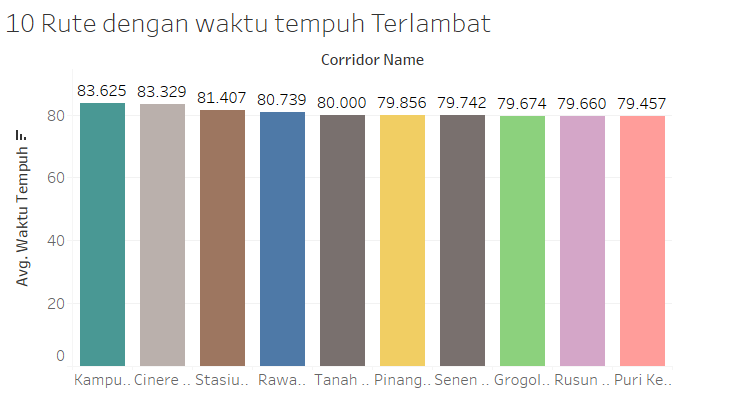 10 Rute dengan waktu tempuh Terlambat
Corridor Name
83.625 83.329 81.407 80.739 80.000 79.856 79.742 79.674 79.660 79.457
80
60
40
20
0
Avg. Waktu Tempuh
Kampu.. Cinere .. Stasiu.. Rawa.. Tanah .. Pinang.. Senen .. Grogol.. Rusun .. Puri Ke..